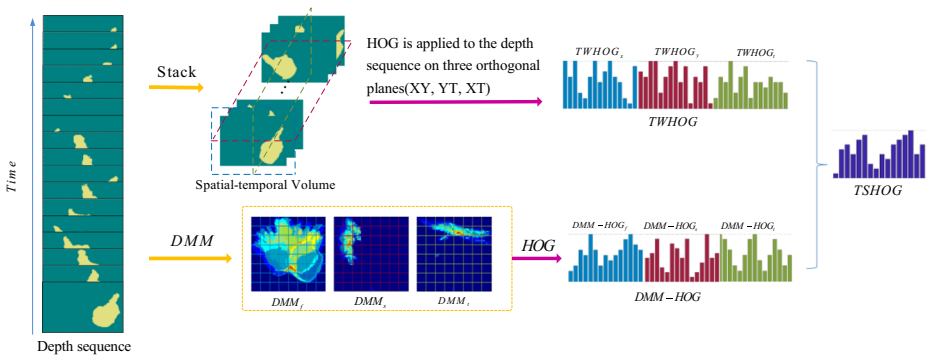 Time
Depth sequence
Stack
Spatial-temporal Volume
HOG is applied to the depth
sequence on three orthogonal
planes(XY, YT, XT)
TWHOGx TWHOGY TWHOGt
TWHOG
DMM
DMMf DMMs DMMt
HOG
DMM-HOGf DMM-HOGs DMM-HOGt
DMM-HOG
TSHOG